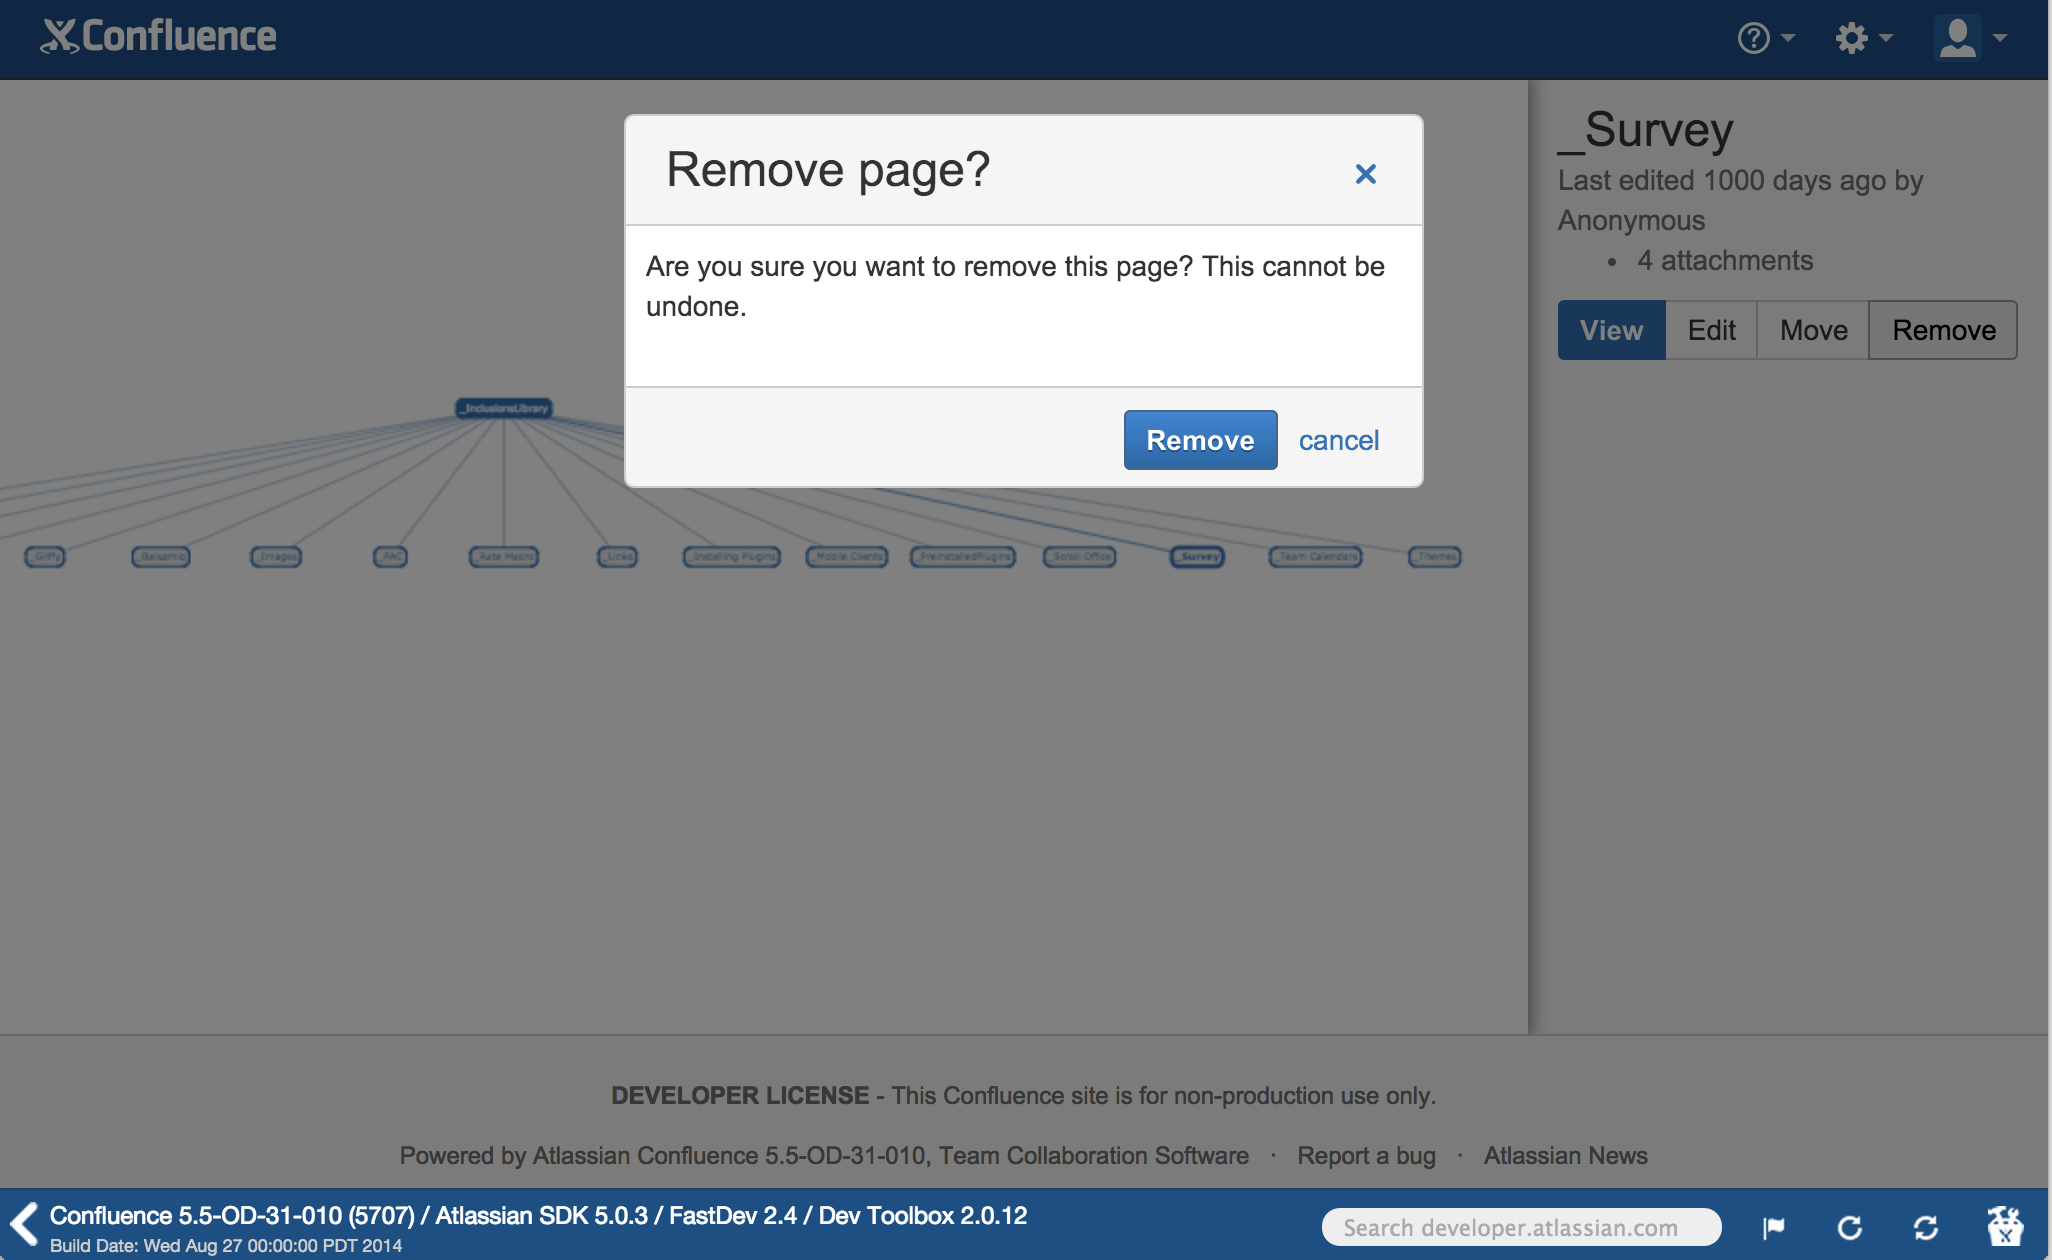 Confluence
_Survey
Last edited 1000 days ago by
Anonymous
• 4 attachments
View Edit Move Remove
Remove page?
Are you sure you want to remove this page? This cannot be
undone.
Remove cancel
_InclusionsLibrary
_Gliffy _Balsamiq _Images _PAC _Rate Macro _Links _Installing Plugins _Mobile Clients _PreinstalledPlugins _Scroll Office _Survey _Team Calendars _Themes
DEVELOPER LICENSE - This Confluence site is for non-production use only.
Powered by Atlassian Confluence 5.5-OD-31-010, Team Collaboration Software · Report a bug · Atlassian News
Confluence 5.5-OD-31-010 (5707) / Atlassian SDK 5.0.3 / FastDev 2.4 / Dev Toolbox 2.0.12
Build Date: Wed Aug 27 00:00:00 PDT 2014
Search developer.atlassian.com